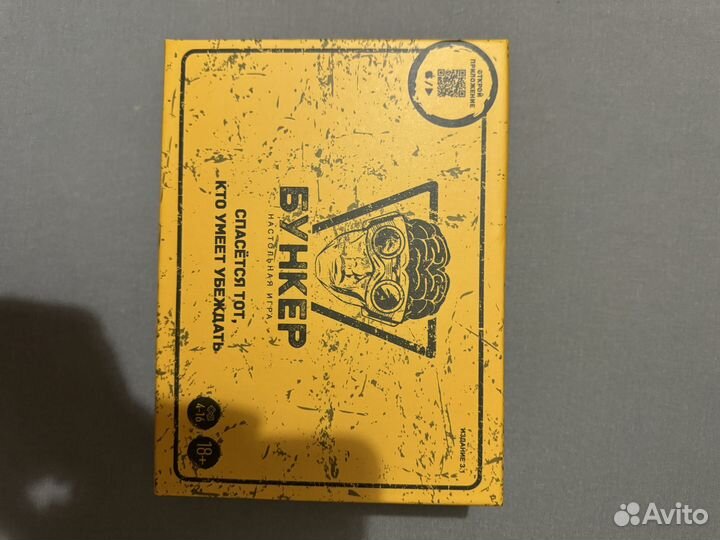 ОТКРОЙ
ПРИЛОЖЕНИЕ
БУНКЕР
НАСТОЛЬНАЯ ИГРА
СПАСЁТСЯ ТОТ,
КТО УМЕЕТ УБЕЖДАТЬ
4-16
18+
ИЗДАНИЕ 3.1
Avito